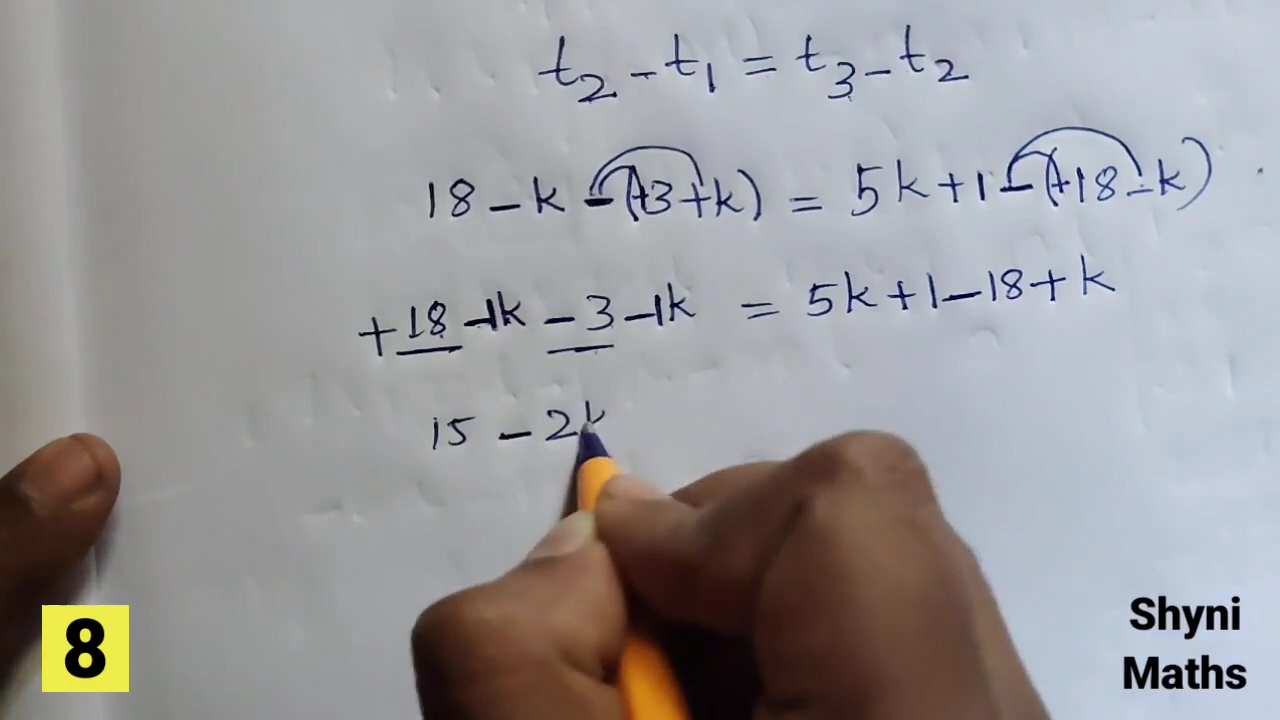 t₂ - t₁ = t₃ - t₂
18 - k - (+3 + k) = 5k + 1 - (+18 - k)
+18 - 1k - 3 - 1k = 5k + 1 - 18 + k
15 - 2k
8
Shyni
Maths